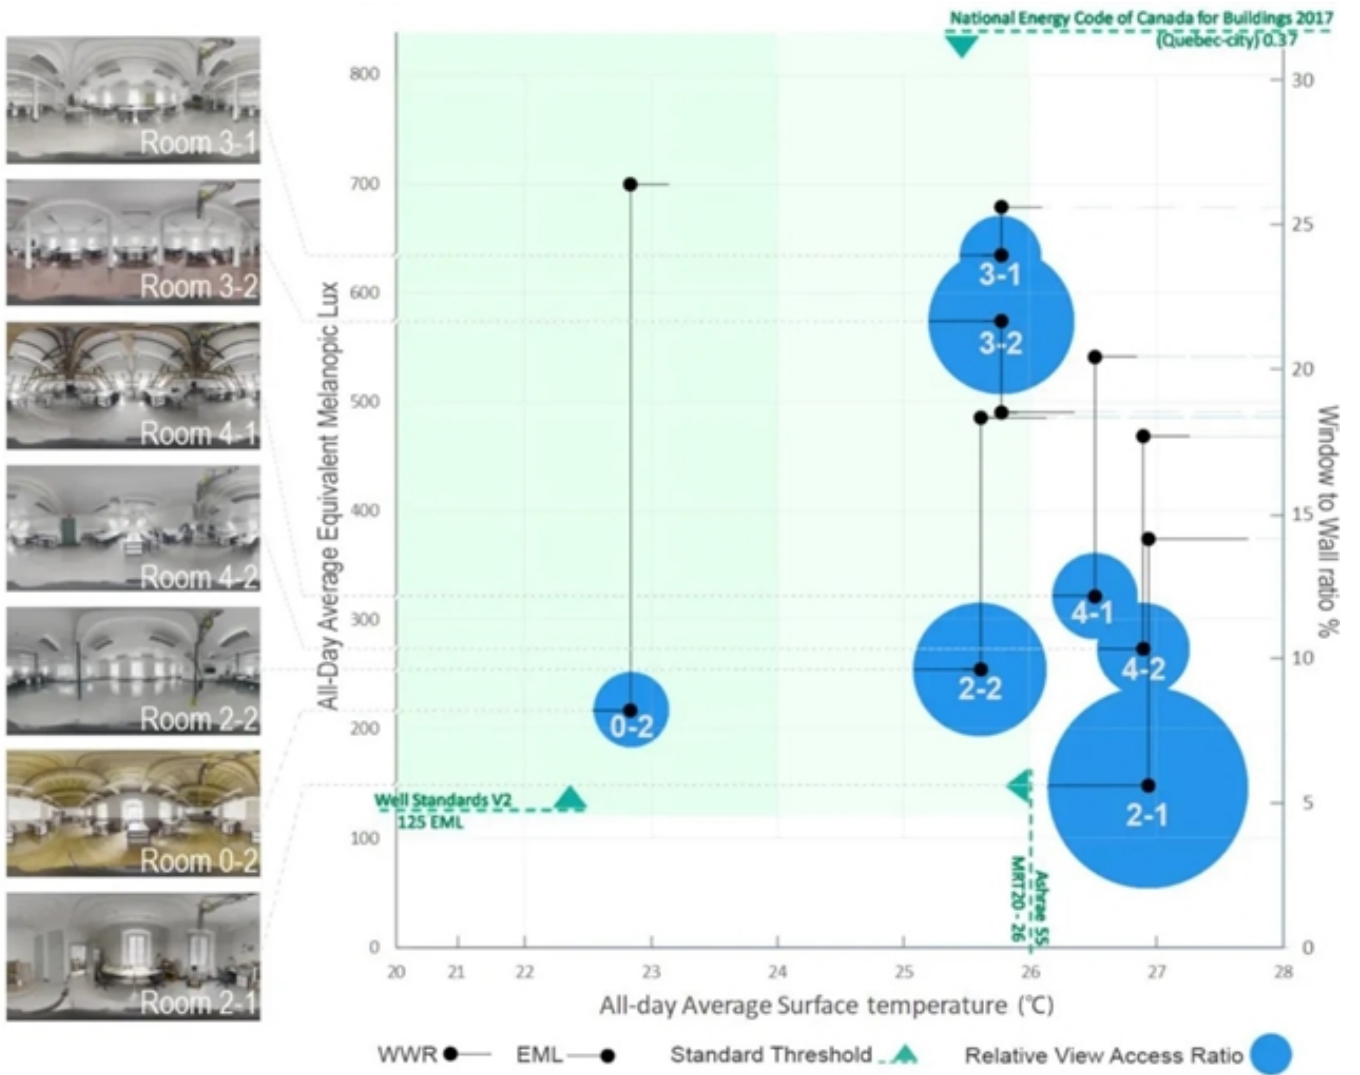 National Energy Code of Canada for Buildings 2017
(Quebec-city) 0.37
Room 3-1
Room 3-2
Room 4-1
Room 4-2
Room 2-2
Room 0-2
Room 2-1
All-Day Average Equivalent Melanopic Lux
800
700
600
500
400
300
200
100
0
30
25
20
15
10
5
0
Window to Wall ratio %
3-1
3-2
4-1
4-2
2-2
0-2
2-1
Well Standards V2
125 EML
Ashrae 55
MRT20 - 26
20
21
22
23
24
25
26
27
28
All-day Average Surface temperature (℃)
WWR
EML
Standard Threshold
Relative View Access Ratio